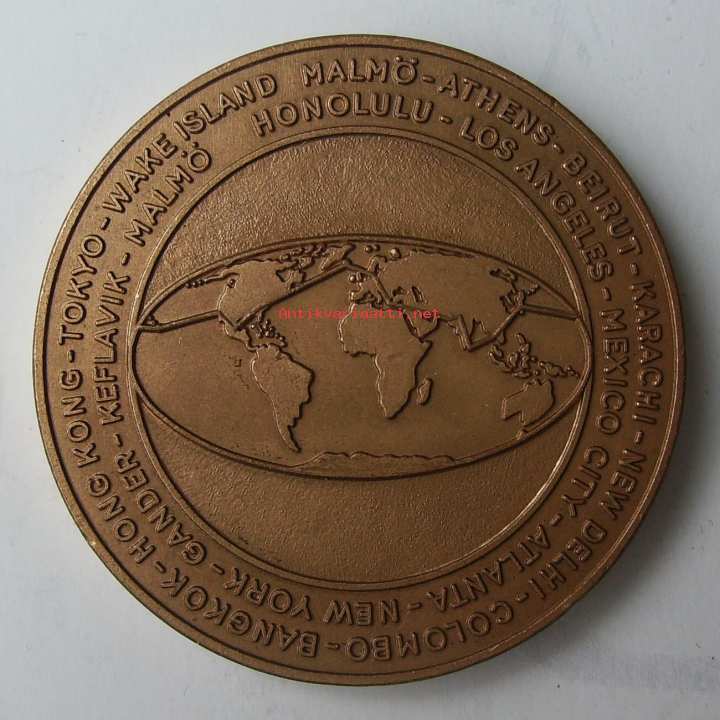 MALMÖ - ATHENS - BEIRUT - KARACHI - NEW DELHI - COLOMBO - BANGKOK - HONG KONG - TOKYO - WAKE ISLAND
HONOLULU - LOS ANGELES - MEXICO CITY - ATLANTA - NEW YORK - GANDER - KEFLAVIK - MALMÖ
Antikvariaatti.net